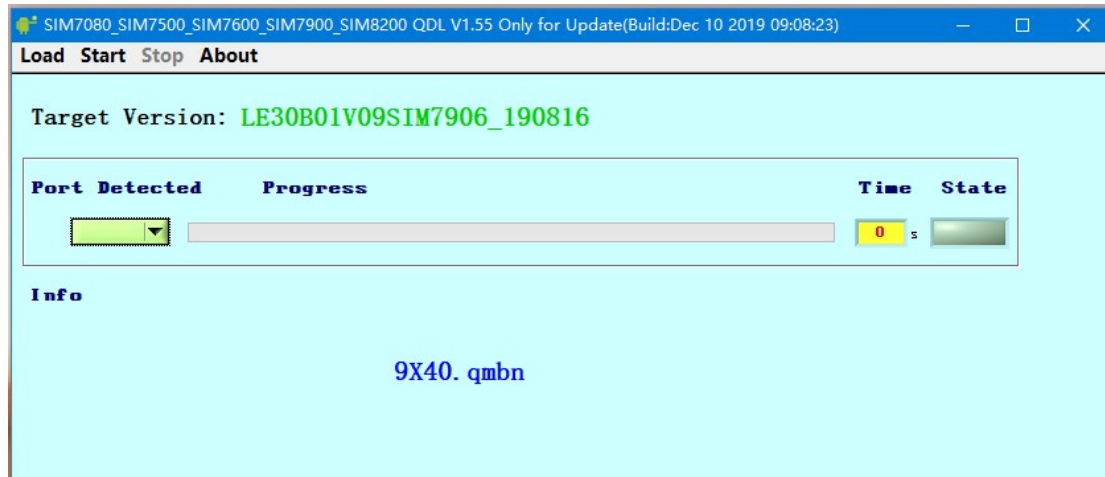 SIM7080_SIM7500_SIM7600_SIM7900_SIM8200 QDL V1.55 Only for Update(Build:Dec 10 2019 09:08:23)
Load Start Stop About
Target Version: LE30B01V09SIM7906_190816
Port Detected Progress Time State
0 s
Info
9X40.qmbn